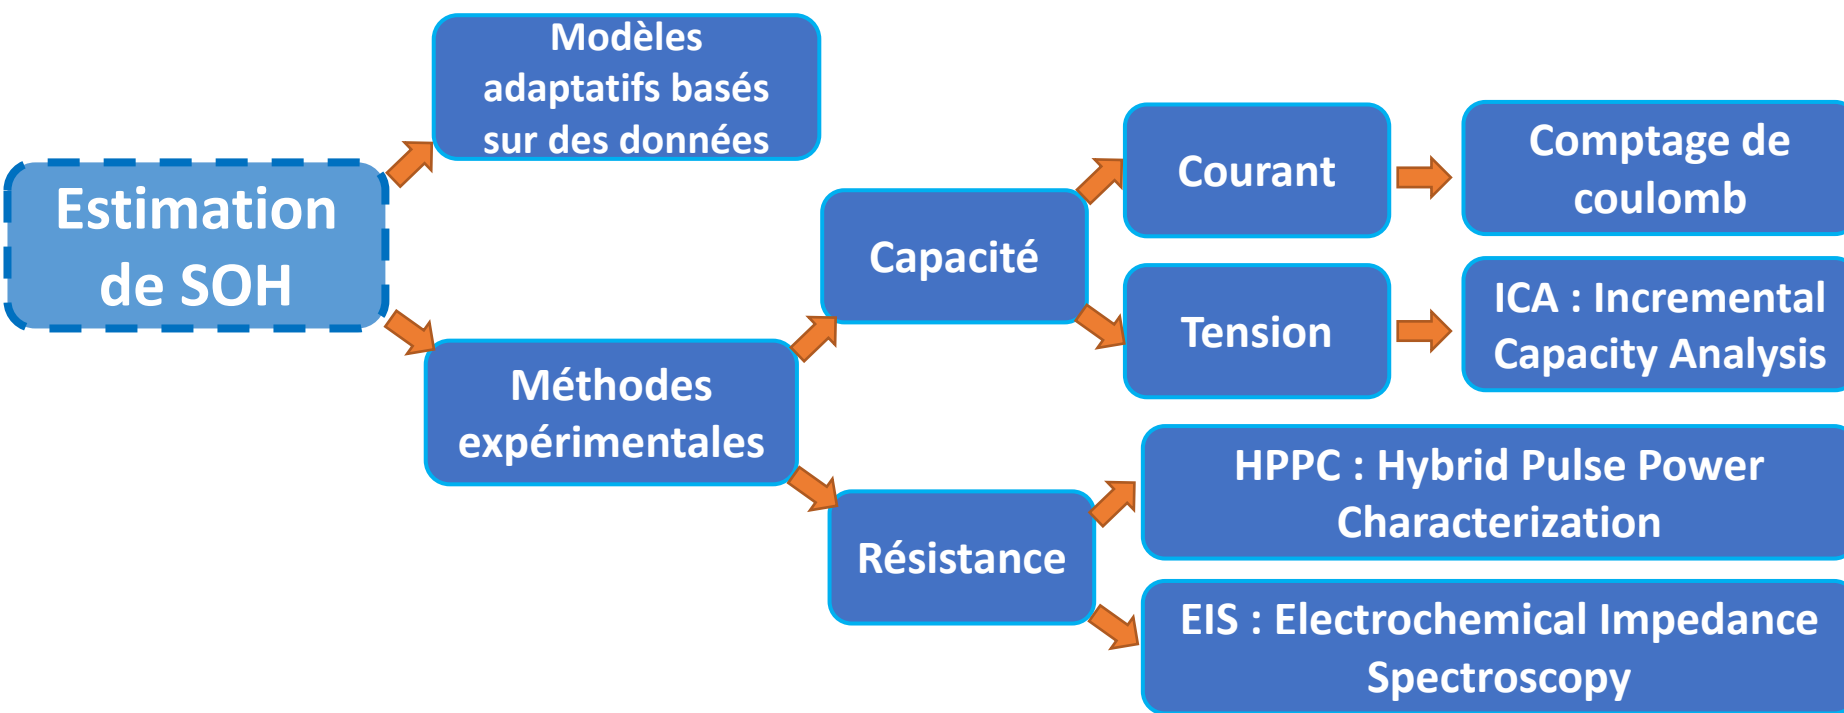 Estimation
de SOH
Modèles
adaptatifs basés
sur des données
Méthodes
expérimentales
Capacité
Courant
Comptage de
coulomb
Tension
ICA : Incremental
Capacity Analysis
Résistance
HPPC : Hybrid Pulse Power
Characterization
EIS : Electrochemical Impedance
Spectroscopy